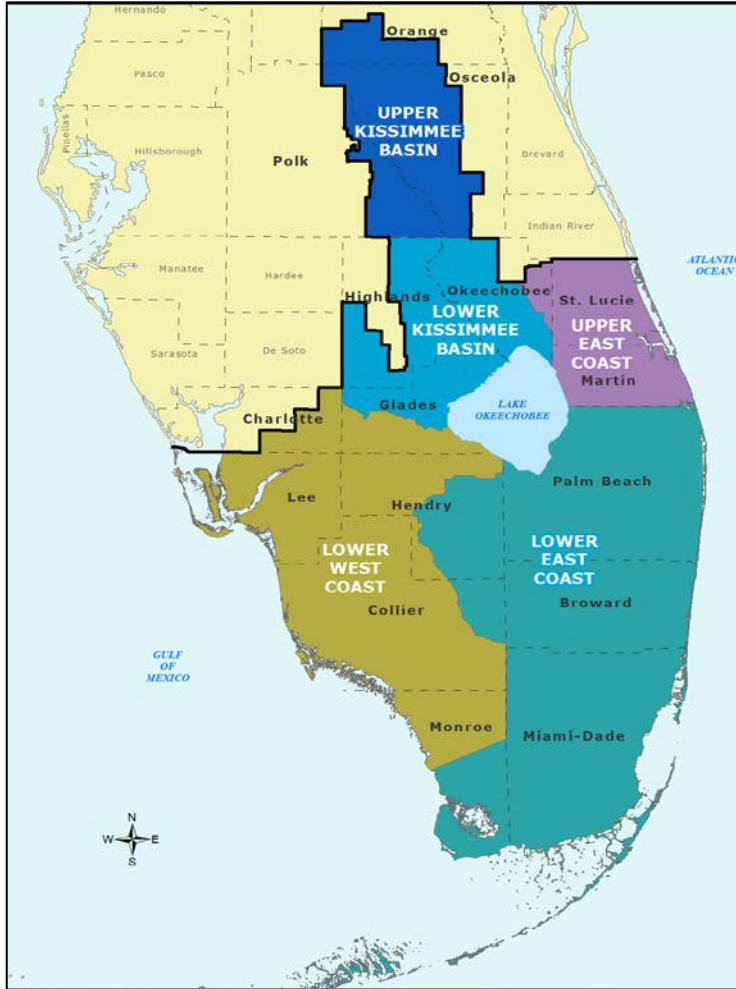 Hernando
Orange
Pasco
Osceola
Pinellas
UPPER
KISSIMMEE
BASIN
Hillsborough
Polk
Brevard
Indian River
ATLANTIC
OCEAN
Manatee
Hardee
Highlands
Okeechobee
St. Lucie
LOWER
KISSIMMEE
BASIN
UPPER
EAST
COAST
Sarasota
De Soto
Martin
Glades
LAKE
OKEECHOBEE
Charlotte
Palm Beach
Lee
Hendry
LOWER
WEST
COAST
LOWER
EAST
COAST
Collier
Broward
GULF
OF
MEXICO
Monroe
Miami-Dade
N
W
E
S